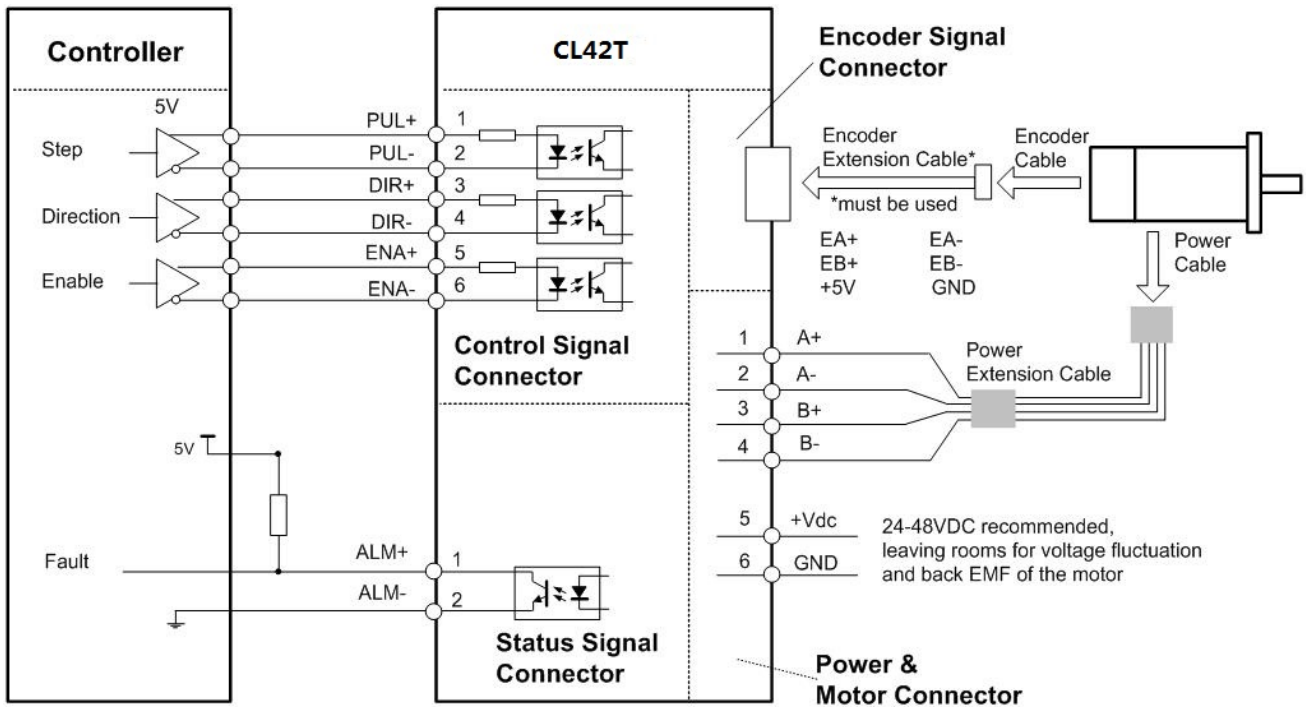 Controller
CL42T
Encoder Signal
Connector
5V
Step
PUL+
1
PUL-
2
Direction
DIR+
3
DIR-
4
Enable
ENA+
5
ENA-
6
Encoder
Extension Cable*
*must be used
Encoder
Cable
EA+ EA-
EB+ EB-
+5V GND
Power
Cable
Control Signal
Connector
1 A+
2 A-
3 B+
4 B-
Power
Extension Cable
5V
Fault
ALM+
1
ALM-
2
Status Signal
Connector
5 +Vdc
6 GND
24-48VDC recommended,
leaving rooms for voltage fluctuation
and back EMF of the motor
Power &
Motor Connector